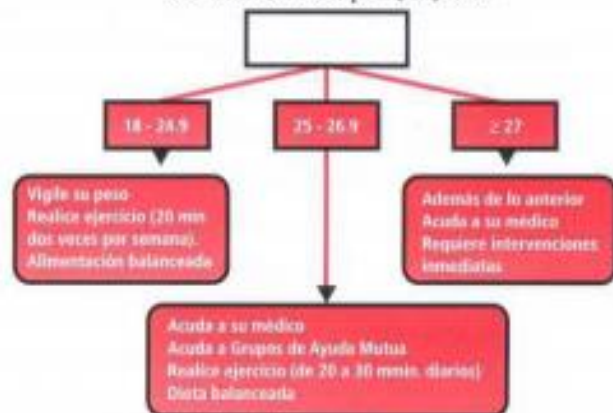 18 - 24.9
25 - 26.9
≥ 27
Vigile su peso
Realice ejercicio (20 min
dos veces por semana).
Alimentación balanceada
Además de lo anterior
Acuda a su médico
Requiere intervenciones
inmediatas
Acuda a su médico
Acuda a Grupos de Ayuda Mutua
Realice ejercicio (de 20 a 30 mmin. diarios)
Dieta balanceada